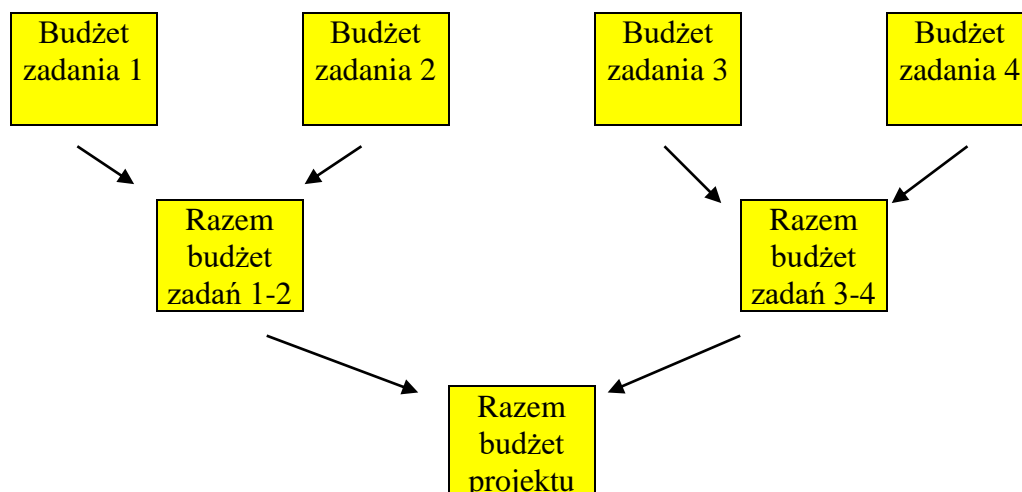 Budżet
zadania 1
Budżet
zadania 2
Budżet
zadania 3
Budżet
zadania 4
Razem
budżet
zadań 1-2
Razem
budżet
zadań 3-4
Razem
budżet
projektu